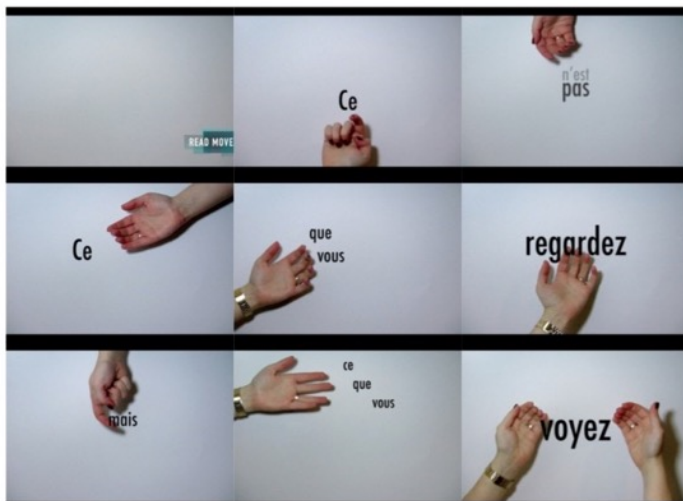 READ MOVE
Ce
n'est
pas
Ce
que
vous
regardez
mais
ce
que
vous
voyez